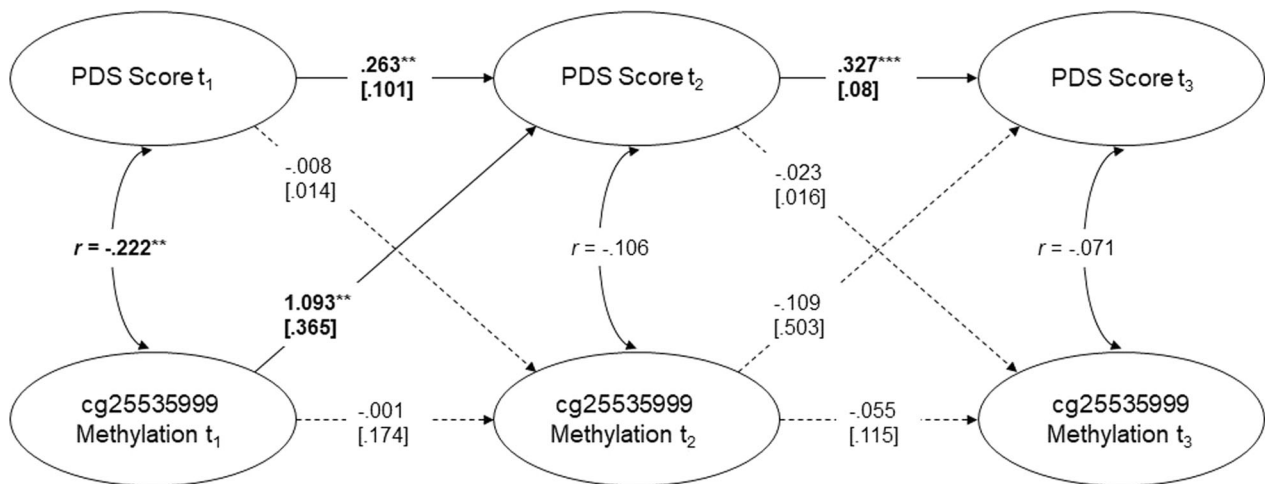 PDS Score t₁
.263**
[.101]
PDS Score t₂
.327***
[.08]
PDS Score t₃
-.008
[.014]
-.023
[.016]
r = -.222**
r = -.106
r = -.071
1.093**
[.365]
-.109
[.503]
cg25535999
Methylation t₁
-.001
[.174]
cg25535999
Methylation t₂
-.055
[.115]
cg25535999
Methylation t₃